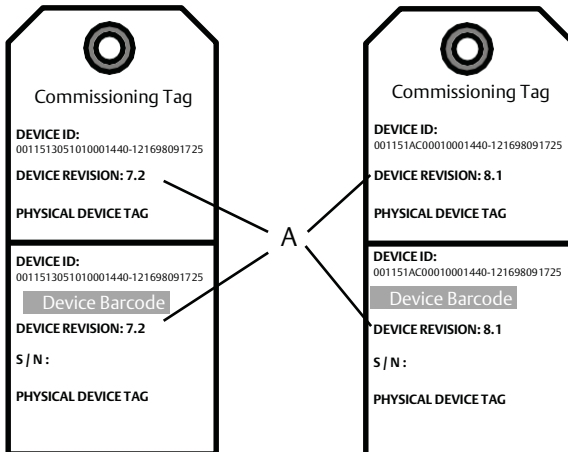 Commissioning Tag
DEVICE ID:
0011513051010001440-121698091725
DEVICE REVISION: 7.2
PHYSICAL DEVICE TAG
DEVICE ID:
0011513051010001440-121698091725
Device Barcode
DEVICE REVISION: 7.2
S / N :
PHYSICAL DEVICE TAG
A
Commissioning Tag
DEVICE ID:
001151AC00010001440-121698091725
DEVICE REVISION: 8.1
PHYSICAL DEVICE TAG
DEVICE ID:
001151AC00010001440-121698091725
Device Barcode
DEVICE REVISION: 8.1
S / N :
PHYSICAL DEVICE TAG